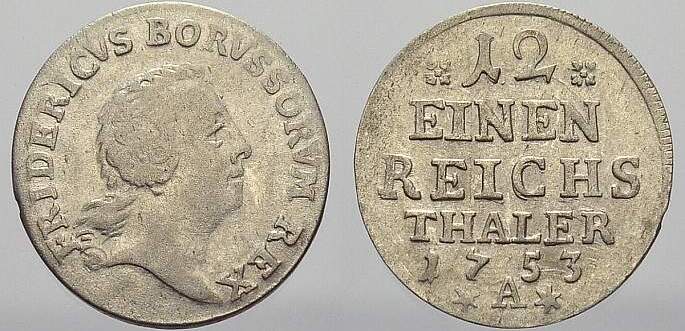 FRIDERICVS BORVSSORVM REX
12
EINEN
REICHS
THALER
1753
A